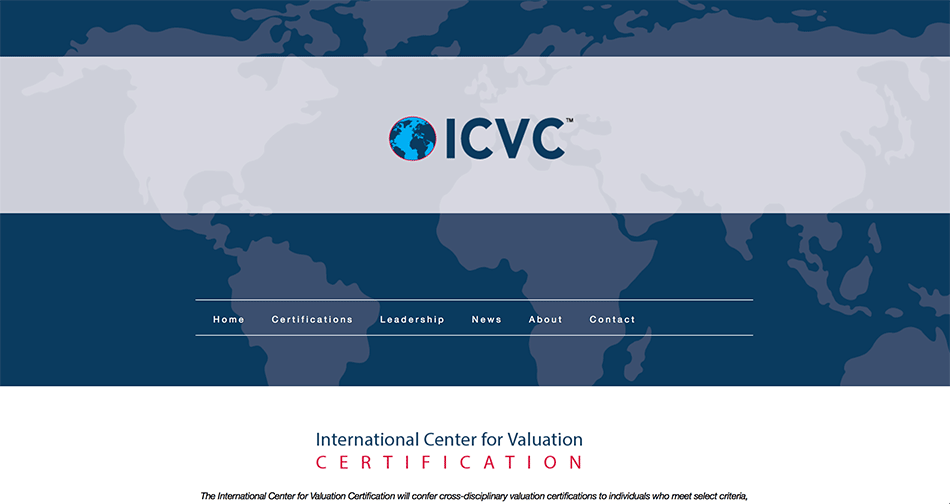 ICVC™
Home Certifications Leadership News About Contact
International Center for Valuation
CERTIFICATION
The International Center for Valuation Certification will confer cross-disciplinary valuation certifications to individuals who meet select criteria,